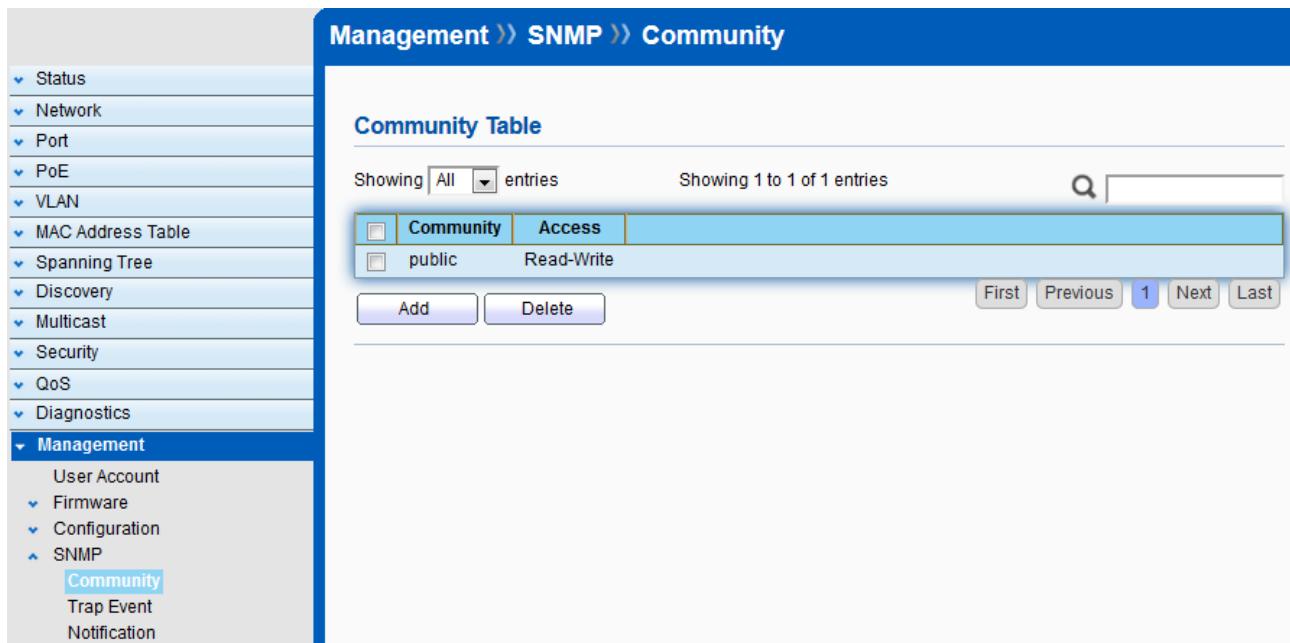 Management » SNMP » Community
Status
Network
Port
PoE
VLAN
MAC Address Table
Spanning Tree
Discovery
Multicast
Security
QoS
Diagnostics
Management
User Account
Firmware
Configuration
SNMP
Community
Trap Event
Notification
Community Table
Showing All entries Showing 1 to 1 of 1 entries
Community Access
public Read-Write
Add Delete First Previous 1 Next Last